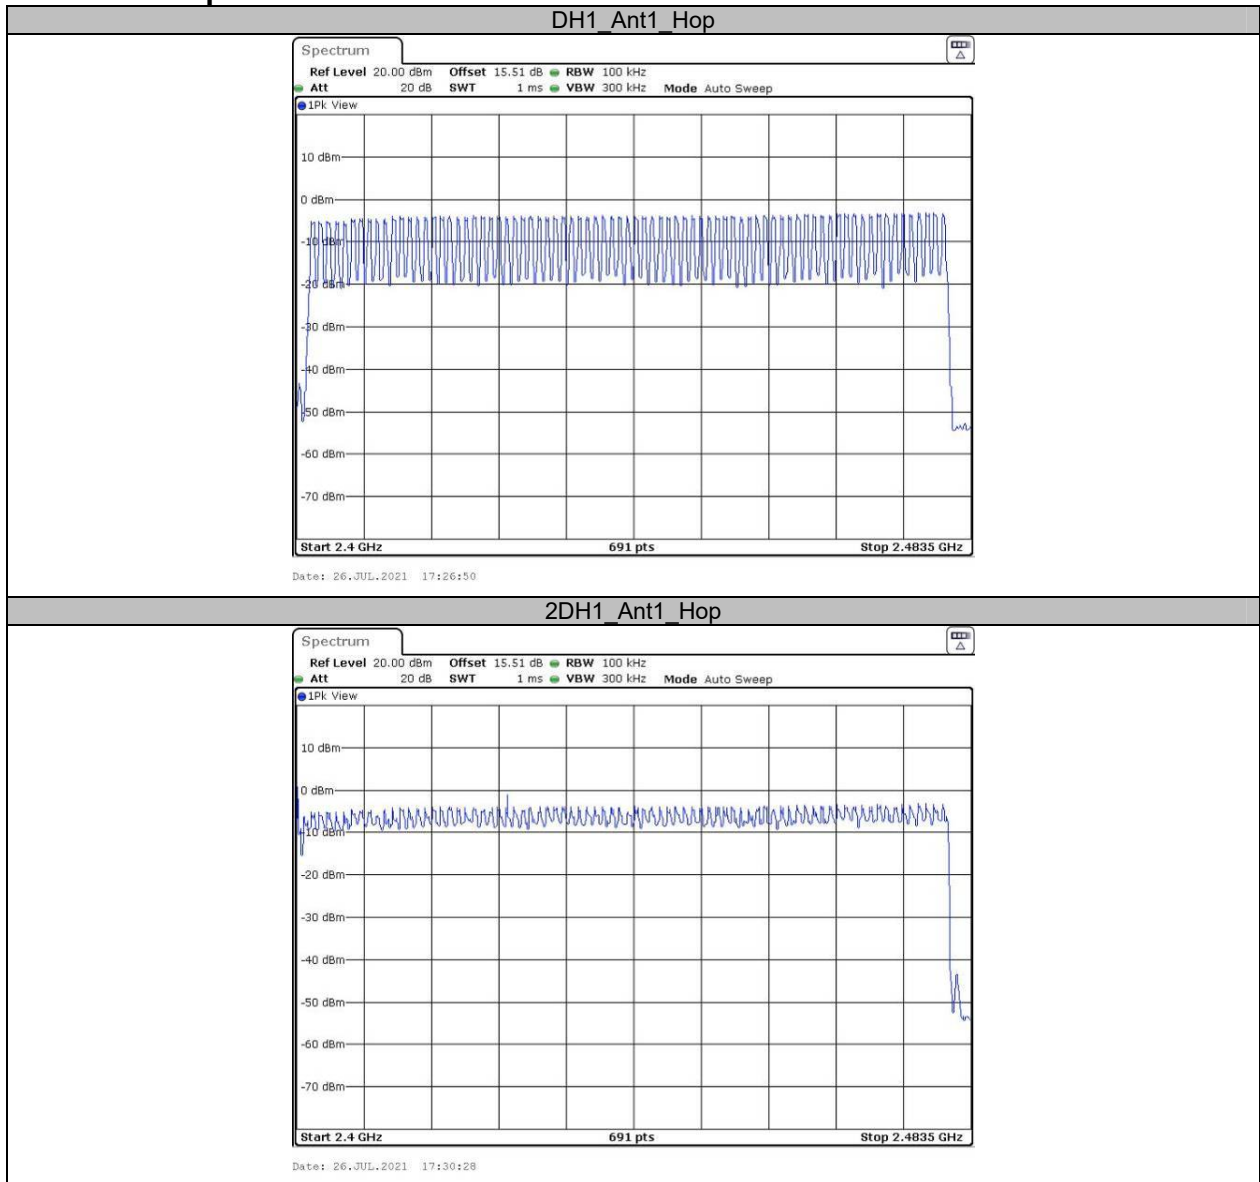 DH1_Ant1_Hop
Spectrum
Ref Level 20.00 dBm Offset 15.51 dB RBW 100 kHz
Att 20 dB SWT 1 ms VBW 300 kHz Mode Auto Sweep
1Pk View
10 dBm
0 dBm
-10 dBm
-20 dBm
-30 dBm
-40 dBm
-50 dBm
-60 dBm
-70 dBm
Start 2.4 GHz 691 pts Stop 2.4835 GHz
Date: 26.JUL.2021 17:26:50
2DH1_Ant1_Hop
Spectrum
Ref Level 20.00 dBm Offset 15.51 dB RBW 100 kHz
Att 20 dB SWT 1 ms VBW 300 kHz Mode Auto Sweep
1Pk View
10 dBm
0 dBm
-10 dBm
-20 dBm
-30 dBm
-40 dBm
-50 dBm
-60 dBm
-70 dBm
Start 2.4 GHz 691 pts Stop 2.4835 GHz
Date: 26.JUL.2021 17:30:28